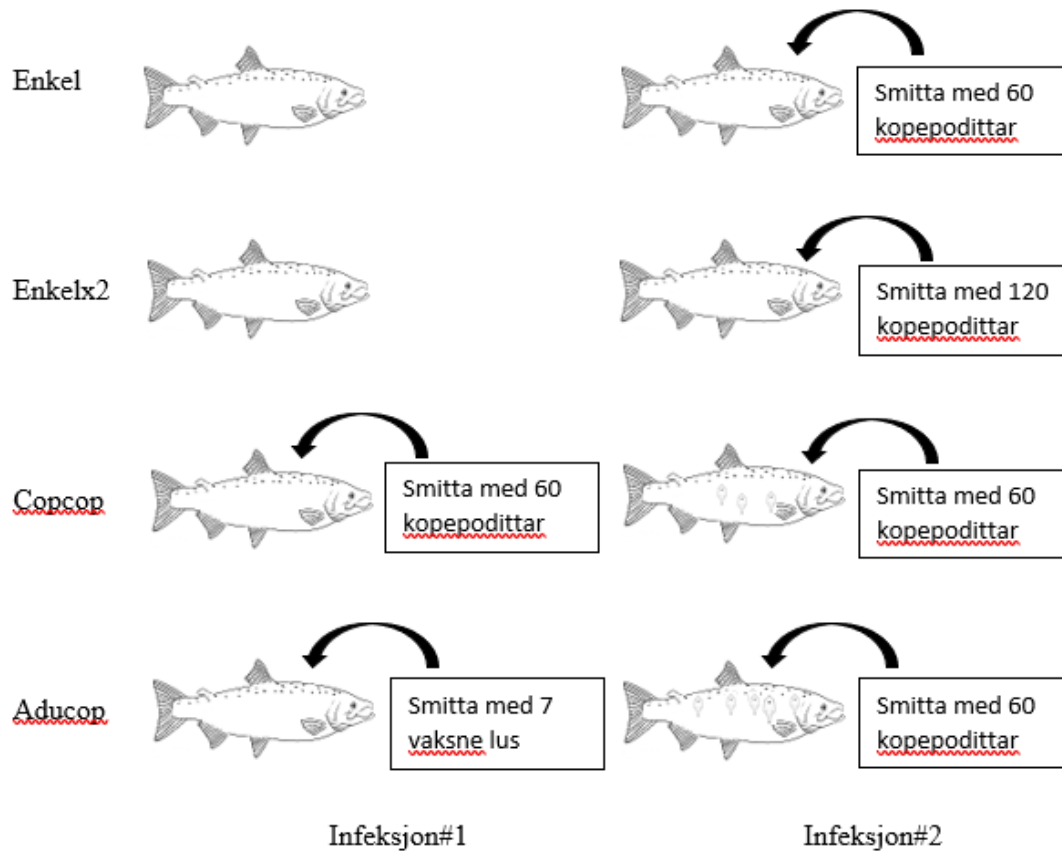 Enkel
Smitta med 60
kopepodittar
Enkelx2
Smitta med 120
kopepodittar
Copcop
Smitta med 60
kopepodittar
Smitta med 60
kopepodittar
Aducop
Smitta med 7
vaksne lus
Smitta med 60
kopepodittar
Infeksjon#1
Infeksjon#2